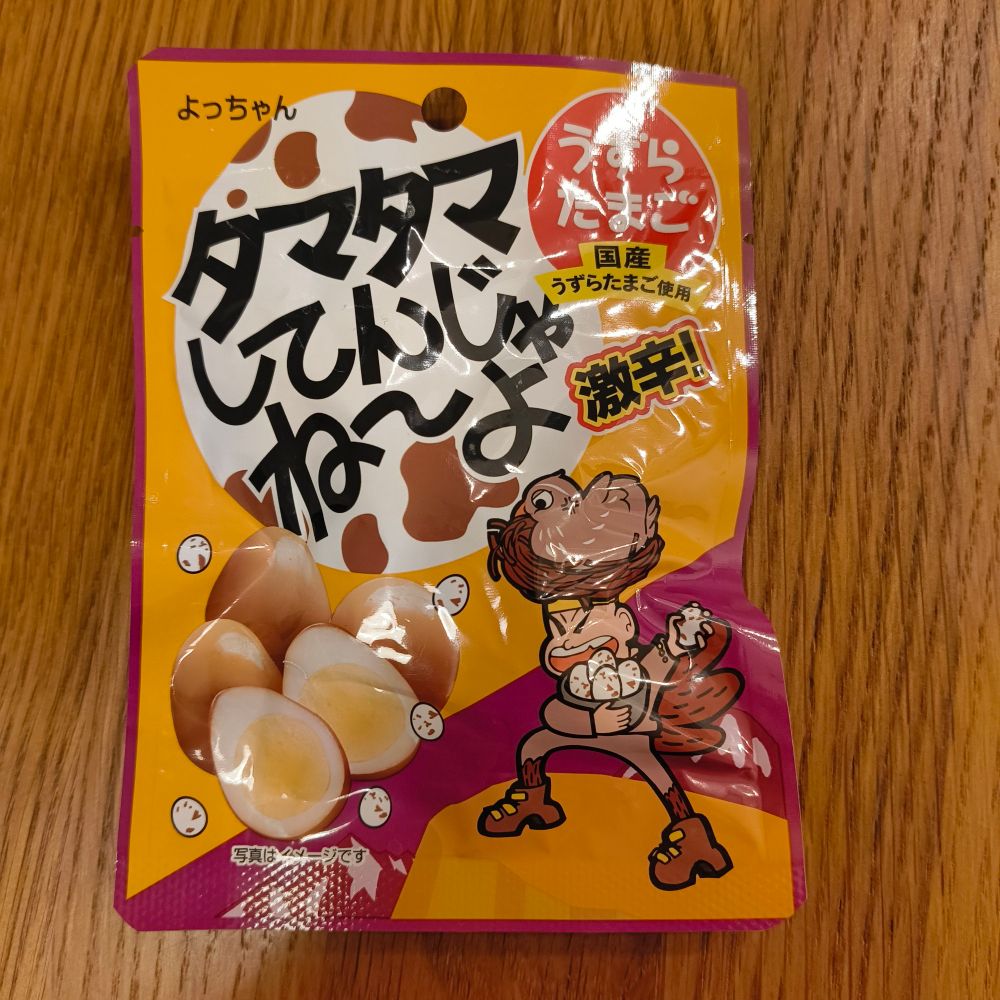 よっちゃん
うずら
たまご
国産
うずらたまご使用
タマタマ
してんじゃ
ね〜よ
激辛!
写真はイメージです